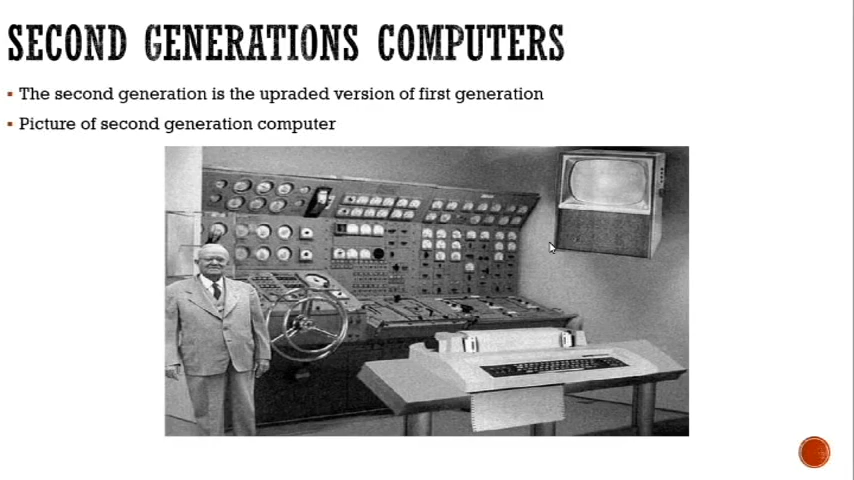 SECOND GENERATIONS COMPUTERS
The second generation is the upraded version of first generation
Picture of second generation computer